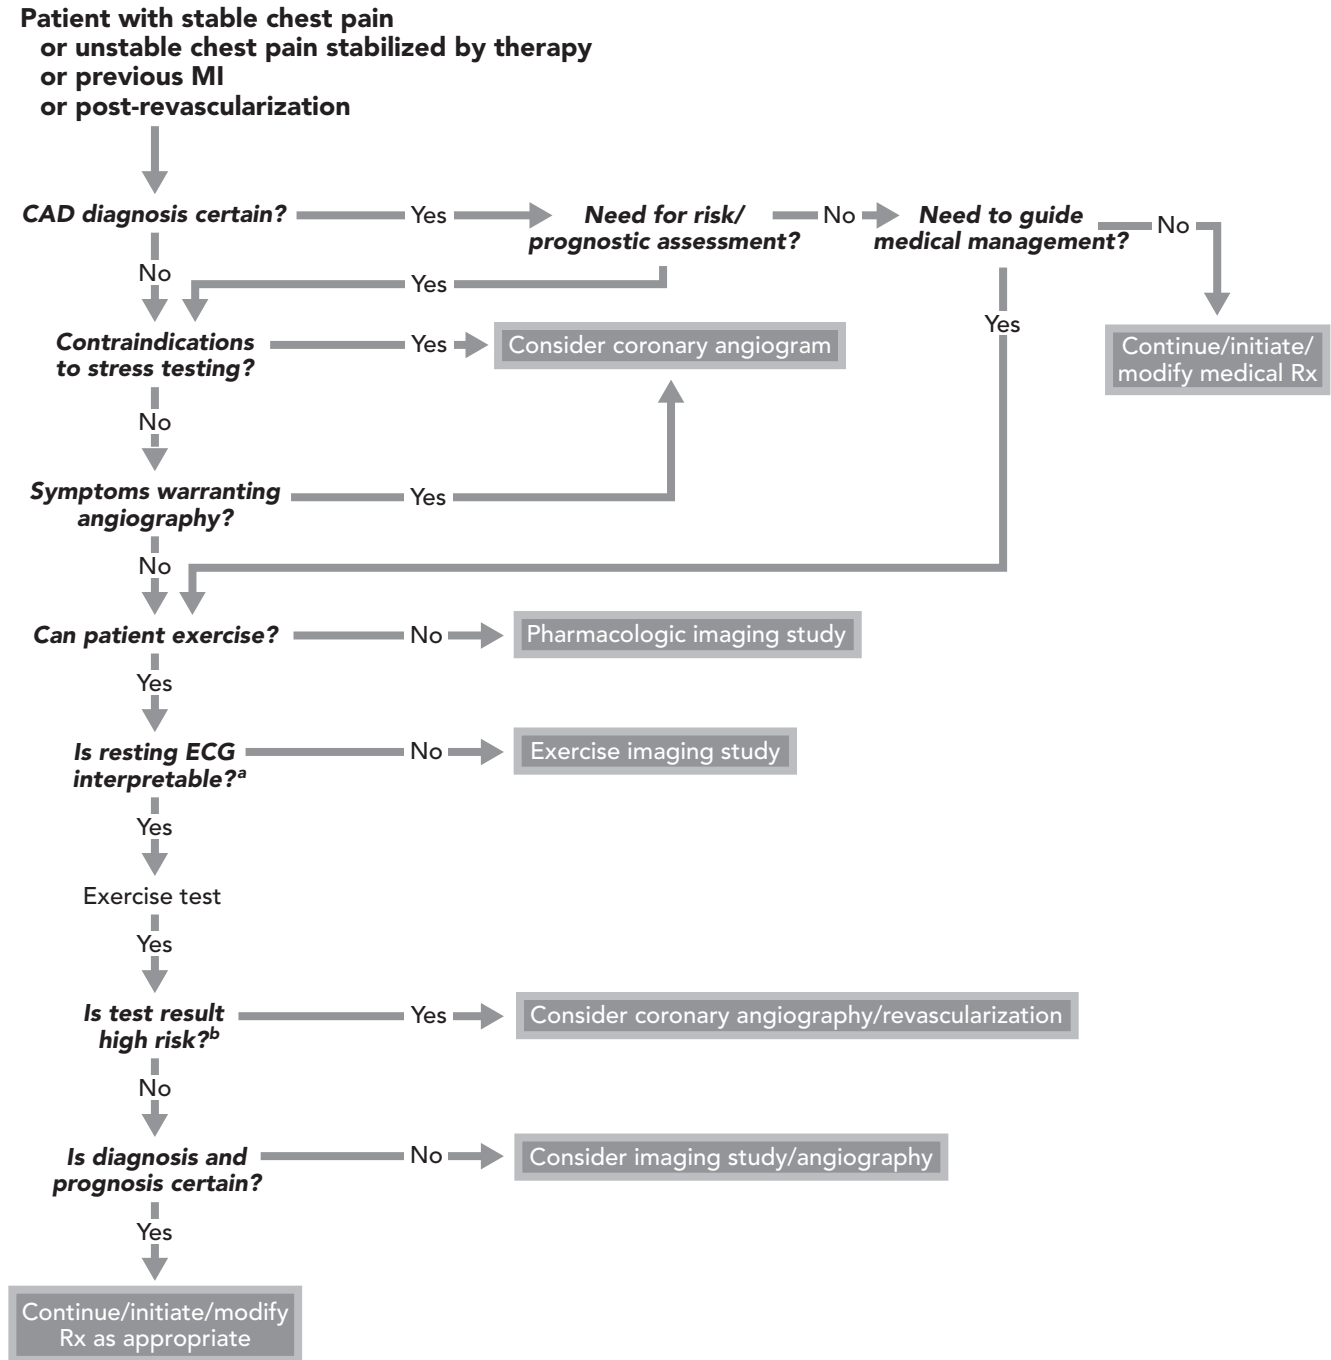 Patient with stable chest pain
or unstable chest pain stabilized by therapy
or previous MI
or post-revascularization
CAD diagnosis certain?
Yes
Need for risk/
prognostic assessment?
No
Need to guide
medical management?
No
No
Yes
Yes
Contraindications
to stress testing?
Yes
Consider coronary angiogram
Continue/initiate/
modify medical Rx
No
Symptoms warranting
angiography?
Yes
No
Can patient exercise?
No
Pharmacologic imaging study
Yes
Is resting ECG
interpretable?a
No
Exercise imaging study
Yes
Exercise test
Yes
Is test result
high risk?b
Yes
Consider coronary angiography/revascularization
No
Is diagnosis and
prognosis certain?
No
Consider imaging study/angiography
Yes
Continue/initiate/modify
Rx as appropriate